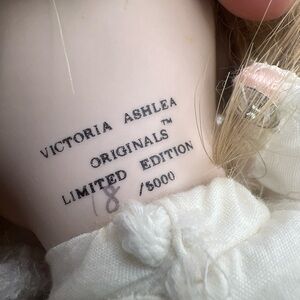 VICTORIA ASHLEA
ORIGINALS™
LIMITED EDITION
18 /5000